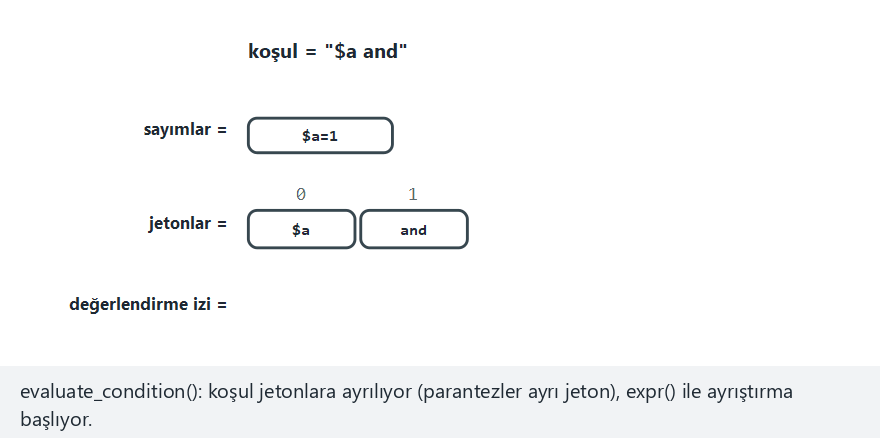 koşul = "$a and"
sayımlar =
$a=1
0 1
jetonlar =
$a and
değerlendirme izi =
evaluate_condition(): koşul jetonlara ayrılıyor (parantezler ayrı jeton), expr() ile ayrıştırma
başlıyor.